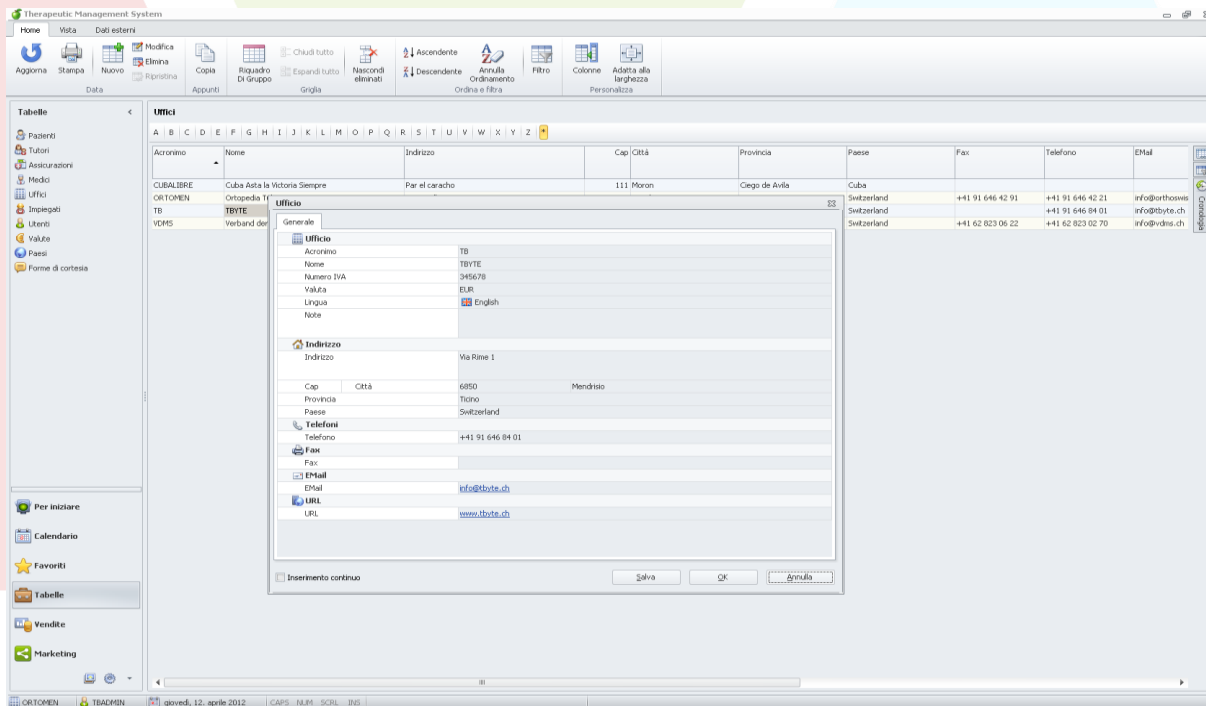 Therapeutic Management System
Home Vista Dati esterni
Aggiorna Stampa Nuovo Modifica Elimina Ripristina Copia Riquadro Di Gruppo Chiudi tutto Espandi tutto Nascondi eliminati Ascendente Discendente Annulla Ordinamento Filtro Colonne Adatta alla larghezza
Data Appunti Griglia Ordina e filtra Personalizza
Tabelle
Pazienti
Tutori
Assicurazioni
Medici
Uffici
Impiegati
Utenti
Valute
Paesi
Forme di cortesia
Per iniziare
Calendario
Favoriti
Tabelle
Vendite
Marketing
Uffici
A B C D E F G H I J K L M O P Q R S T U V W X Y Z *
Acronimo Nome Indirizzo Cap Città Provincia Paese Fax Telefono EMail
CUBALIBRE Cuba Asta la Victoria Siempre Par el caracho 111 Moron Ciego de Avila Cuba
ORTOMEN Ortopedia Switzerland +41 91 646 42 91 +41 91 646 42 21 info@orthoswis
TB TBYTE Switzerland +41 91 646 84 01 info@tbyte.ch
VDMS Verband der Switzerland +41 62 823 06 22 +41 62 823 02 70 info@vdms.ch
Cronologia
Ufficio
Generale
Ufficio
Acronimo TB
Nome TBYTE
Numero IVA 345678
Valuta EUR
Lingua English
Note
Indirizzo
Indirizzo Via Rime 1
Cap Città 6850 Mendrisio
Provincia Ticino
Paese Switzerland
Telefoni
Telefono +41 91 646 84 01
Fax
Fax
EMail
EMail info@tbyte.ch
URL
URL www.tbyte.ch
Inserimento continuo Salva OK Annulla
ORTOMEN TBADMIN giovedì, 12. aprile 2012 CAPS NUM SCRL INS